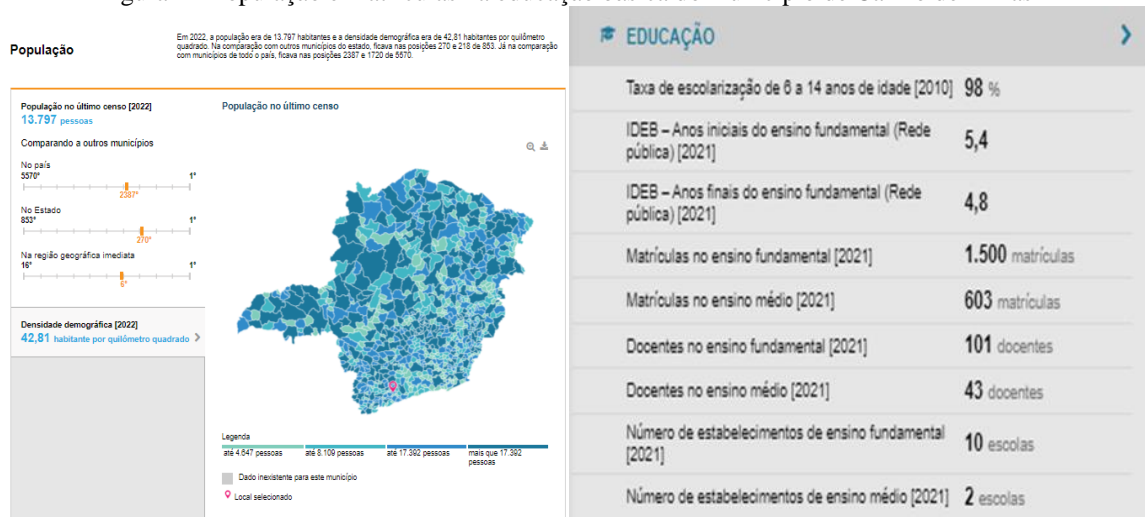 População
Em 2022, a população era de 13.797 habitantes e a densidade demográfica era de 42,81 habitantes por quilômetro
quadrado. Na comparação com outros municípios do estado, ficava nas posições 270 e 218 de 853. Já na comparação
com municípios de todo o país, ficava nas posições 2387 e 1720 de 5570.
População no último censo [2022]
13.797 pessoas
Comparando a outros municípios
No país
5570° 1°
2387°
No Estado
853° 1°
270°
Na região geográfica imediata
16° 1°
6°
Densidade demográfica [2022]
42,81 habitante por quilômetro quadrado
População no último censo
Legenda
até 4.647 pessoas
até 8.109 pessoas
até 17.392 pessoas
mais que 17.392
pessoas
Dado inexistente para este município
Local selecionado
EDUCAÇÃO
Taxa de escolarização de 6 a 14 anos de idade [2010] 98 %
IDEB – Anos iniciais do ensino fundamental (Rede
pública) [2021] 5,4
IDEB – Anos finais do ensino fundamental (Rede
pública) [2021] 4,8
Matrículas no ensino fundamental [2021] 1.500 matrículas
Matrículas no ensino médio [2021] 603 matrículas
Docentes no ensino fundamental [2021] 101 docentes
Docentes no ensino médio [2021] 43 docentes
Número de estabelecimentos de ensino fundamental
[2021] 10 escolas
Número de estabelecimentos de ensino médio [2021] 2 escolas